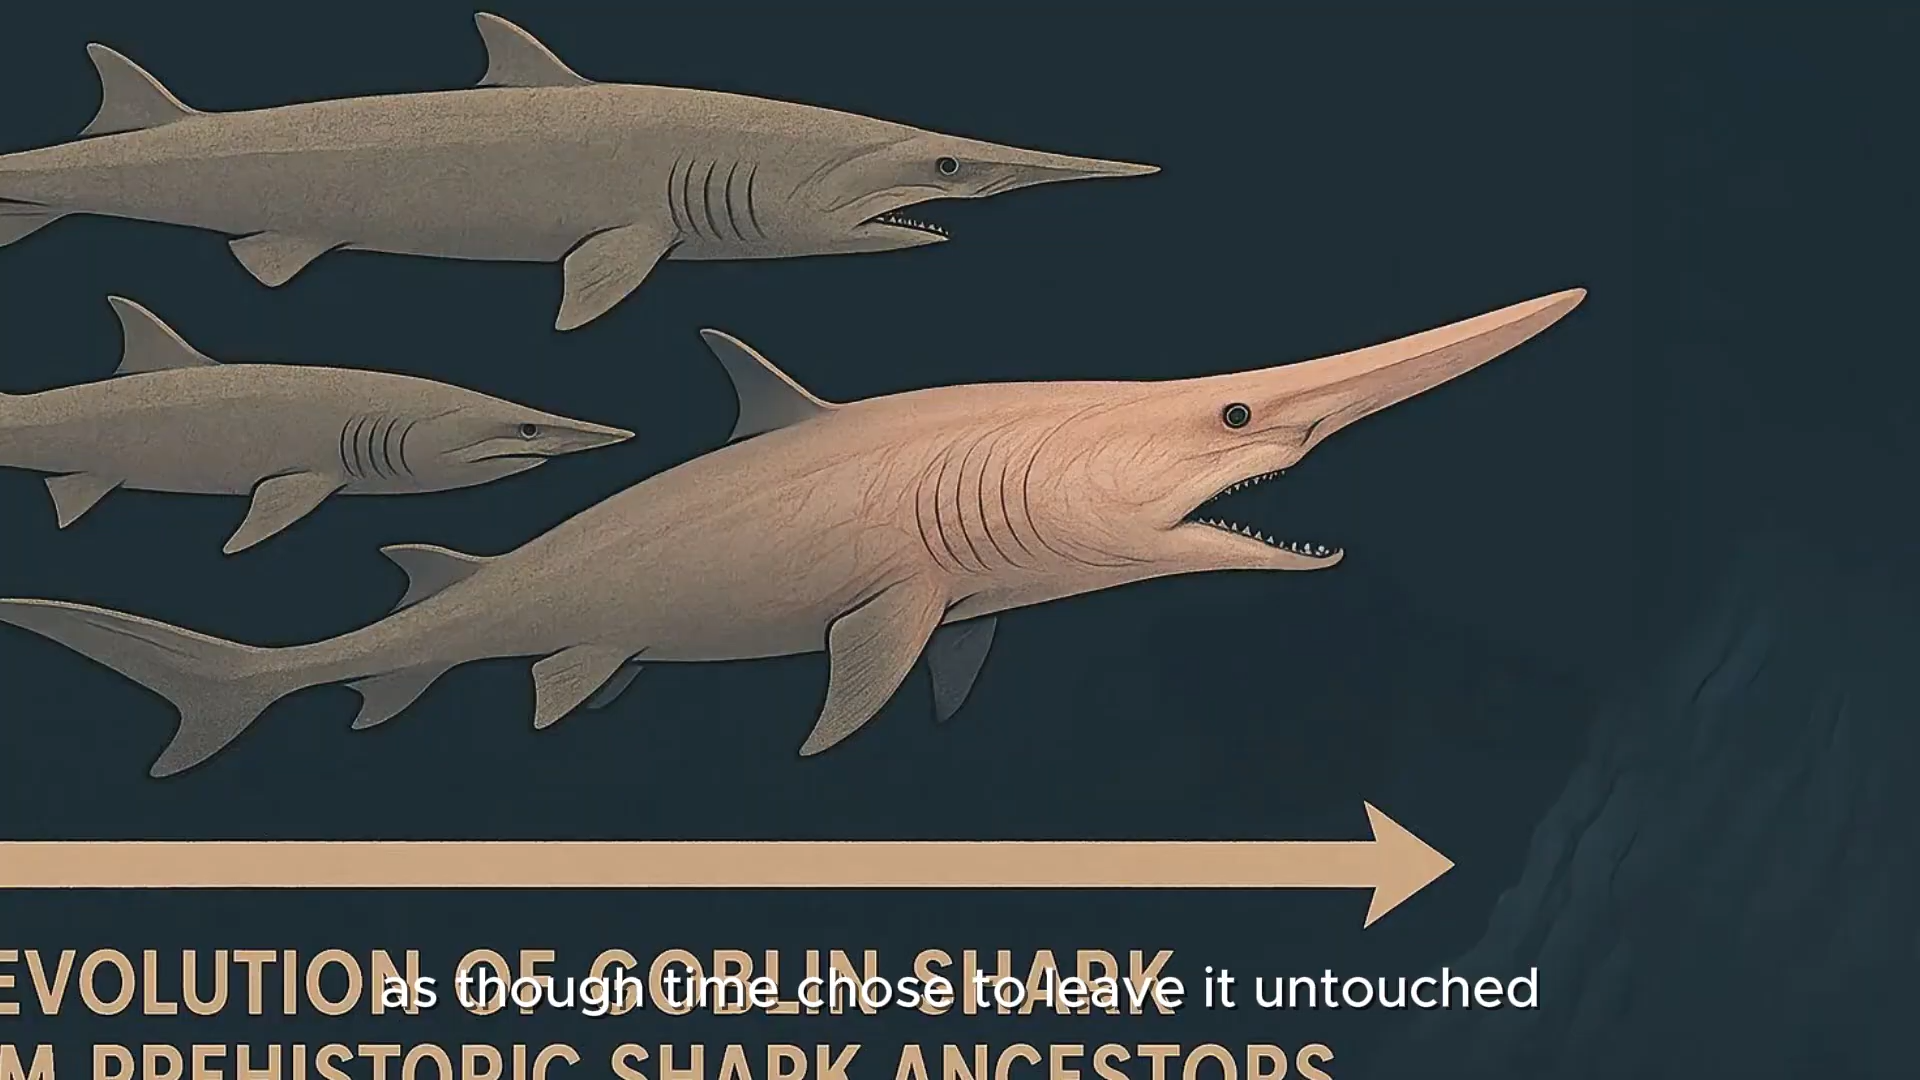 EVOLUTION OF GOBLIN SHARK
as though time chose to leave it untouched
M PREHISTORIC SHARK ANCESTORS